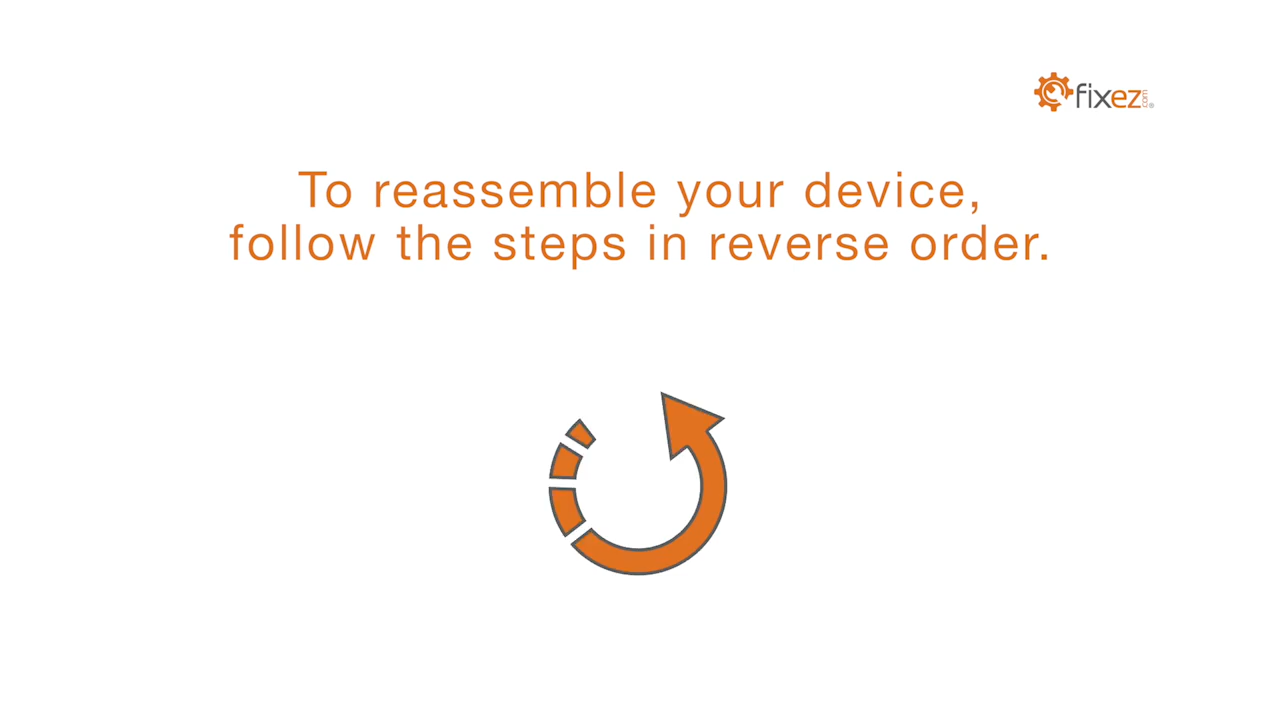 fixez.com®
To reassemble your device,
follow the steps in reverse order.